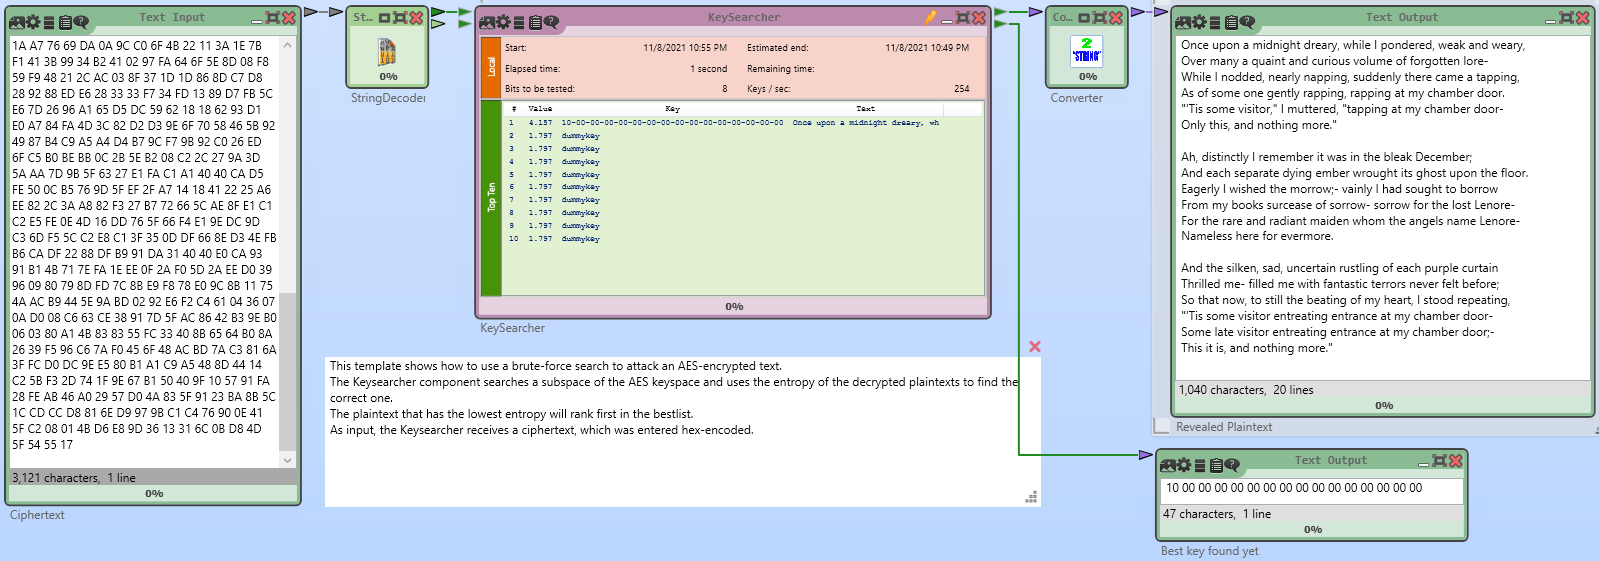 Text Input
1A A7 76 69 DA 0A 9C C0 6F 4B 22 11 3A 1E 7B
F1 41 3B 99 34 B2 41 02 97 FA 64 6F 5E 8D 08 F8
59 F9 48 21 2C AC 03 8F 37 1D 1D 86 8D C7 D8
28 92 88 ED E6 28 33 33 F7 34 FD 13 89 D7 FB 5C
E6 7D 26 96 A1 65 D5 DC 59 62 18 18 62 93 D1
E0 A7 84 FA 4D 3C 82 D2 D3 9E 6F 70 58 46 5B 92
49 87 B4 C9 A5 A4 D4 B7 9C F7 9B 92 C0 26 ED
6F C5 B0 BE BB 0C 2B 5E B2 08 C2 2C 27 9A 3D
5A AA 7D 9B 5F 63 27 E1 FA C1 A1 40 40 CA D5
FE 50 0C B5 76 9D 5F EF 2F A7 14 18 41 22 25 A6
EE 82 2C 3A A8 82 F3 27 B7 72 66 5C AE 8F E1 C1
C2 E5 FE 0E 4D 16 DD 76 5F 66 F4 E1 9E DC 9D
C3 6D F5 5C C2 E8 C1 3F 35 0D DF 66 8E D3 4E FB
B6 CA DF 22 88 DF B9 91 DA 31 40 40 E0 CA 93
91 B1 4B 71 7E FA 1E EE 0F 2A F0 5D 2A EE D0 39
96 09 80 79 8D FD 7C 8B E9 F8 78 E0 9C 8B 11 75
4A AC B9 44 5E 9A BD 02 92 E6 F2 C4 61 04 36 07
0A D0 08 C6 63 CE 38 91 7D 5F AC 86 42 B3 9E B0
06 03 80 A1 4B 83 83 55 FC 33 40 8B 65 64 B0 8A
26 39 F5 96 C6 7A F0 45 6F 48 AC BD 7A C3 81 6A
3F FC D0 DC 9E E5 80 B1 A1 C9 A5 48 8D 44 14
C2 5B F3 2D 74 1F 9E 67 B1 50 40 9F 10 57 91 FA
28 FE AB 46 A0 29 57 D0 4A 83 5F 91 23 BA 8B 5C
1C CD CC D8 81 6E D9 97 9B C1 C4 76 90 0E 41
5F C2 08 01 4B D6 E8 9D 36 13 31 6C 0B D8 4D
5F 54 55 17
3,121 characters, 1 line
0%
Ciphertext
St...
0%
StringDecoder
KeySearcher
Local
Start: 11/8/2021 10:55 PM Estimated end: 11/8/2021 10:49 PM
Elapsed time: 1 second Remaining time:
Bits to be tested: 8 Keys / sec: 254
Top Ten
# Value Key Text
1 4.157 10-00-00-00-00-00-00-00-00-00-00-00-00-00-00-00 Once upon a midnight dreary, wh
2 1.797 dummykey
3 1.797 dummykey
4 1.797 dummykey
5 1.797 dummykey
6 1.797 dummykey
7 1.797 dummykey
8 1.797 dummykey
9 1.797 dummykey
10 1.797 dummykey
0%
KeySearcher
Co...
2
"STRING"
0%
Converter
This template shows how to use a brute-force search to attack an AES-encrypted text.
The Keysearcher component searches a subspace of the AES keyspace and uses the entropy of the decrypted plaintexts to find the
correct one.
The plaintext that has the lowest entropy will rank first in the bestlist.
As input, the Keysearcher receives a ciphertext, which was entered hex-encoded.
Text Output
Once upon a midnight dreary, while I pondered, weak and weary,
Over many a quaint and curious volume of forgotten lore-
While I nodded, nearly napping, suddenly there came a tapping,
As of some one gently rapping, rapping at my chamber door.
"'Tis some visitor," I muttered, "tapping at my chamber door-
Only this, and nothing more."
Ah, distinctly I remember it was in the bleak December;
And each separate dying ember wrought its ghost upon the floor.
Eagerly I wished the morrow;- vainly I had sought to borrow
From my books surcease of sorrow- sorrow for the lost Lenore-
For the rare and radiant maiden whom the angels name Lenore-
Nameless here for evermore.
And the silken, sad, uncertain rustling of each purple curtain
Thrilled me- filled me with fantastic terrors never felt before;
So that now, to still the beating of my heart, I stood repeating,
"'Tis some visitor entreating entrance at my chamber door-
Some late visitor entreating entrance at my chamber door;-
This it is, and nothing more."
1,040 characters, 20 lines
0%
Revealed Plaintext
Text Output
10 00 00 00 00 00 00 00 00 00 00 00 00 00 00 00
47 characters, 1 line
0%
Best key found yet